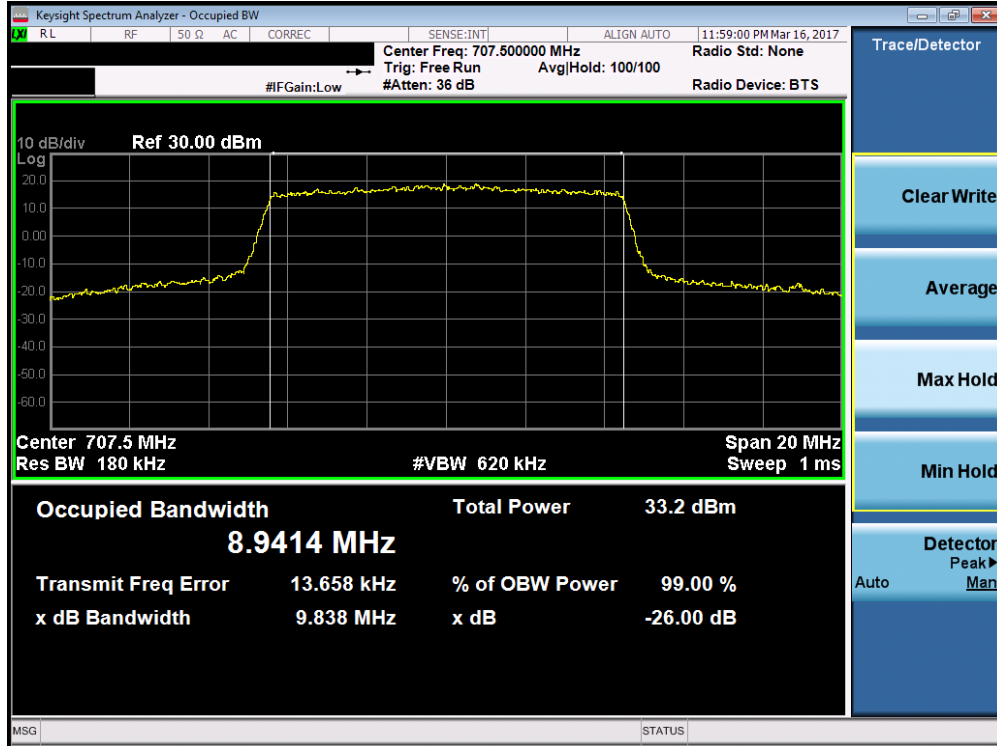 Keysight Spectrum Analyzer - Occupied BW
LXI RL RF 50 Ω AC CORREC SENSE:INT ALIGN AUTO 11:59:00 PM Mar 16, 2017
Center Freq: 707.500000 MHz Radio Std: None
Trig: Free Run Avg|Hold: 100/100
#IFGain:Low #Atten: 36 dB Radio Device: BTS
Trace/Detector
10 dB/div Ref 30.00 dBm
Log
20.0
10.0
0.00
-10.0
-20.0
-30.0
-40.0
-50.0
-60.0
Center 707.5 MHz Span 20 MHz
Res BW 180 kHz #VBW 620 kHz Sweep 1 ms
Occupied Bandwidth Total Power 33.2 dBm
8.9414 MHz
Transmit Freq Error 13.658 kHz % of OBW Power 99.00 %
x dB Bandwidth 9.838 MHz x dB -26.00 dB
Clear Write
Average
Max Hold
Min Hold
Detector
Peak▶
Auto Man
MSG STATUS